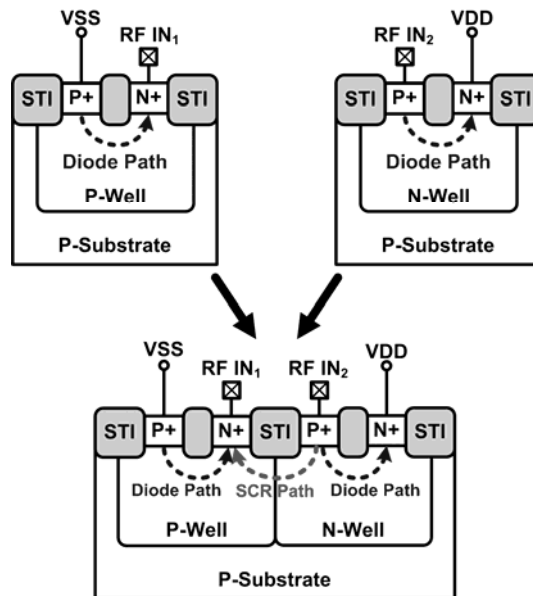 VSS
RF IN₁
STI P+ N+ STI
Diode Path
P-Well
P-Substrate
VDD
RF IN₂
STI P+ N+ STI
Diode Path
N-Well
P-Substrate
VSS RF IN₁ RF IN₂ VDD
STI P+ N+ STI P+ N+ STI
Diode Path SCR Path Diode Path
P-Well N-Well
P-Substrate